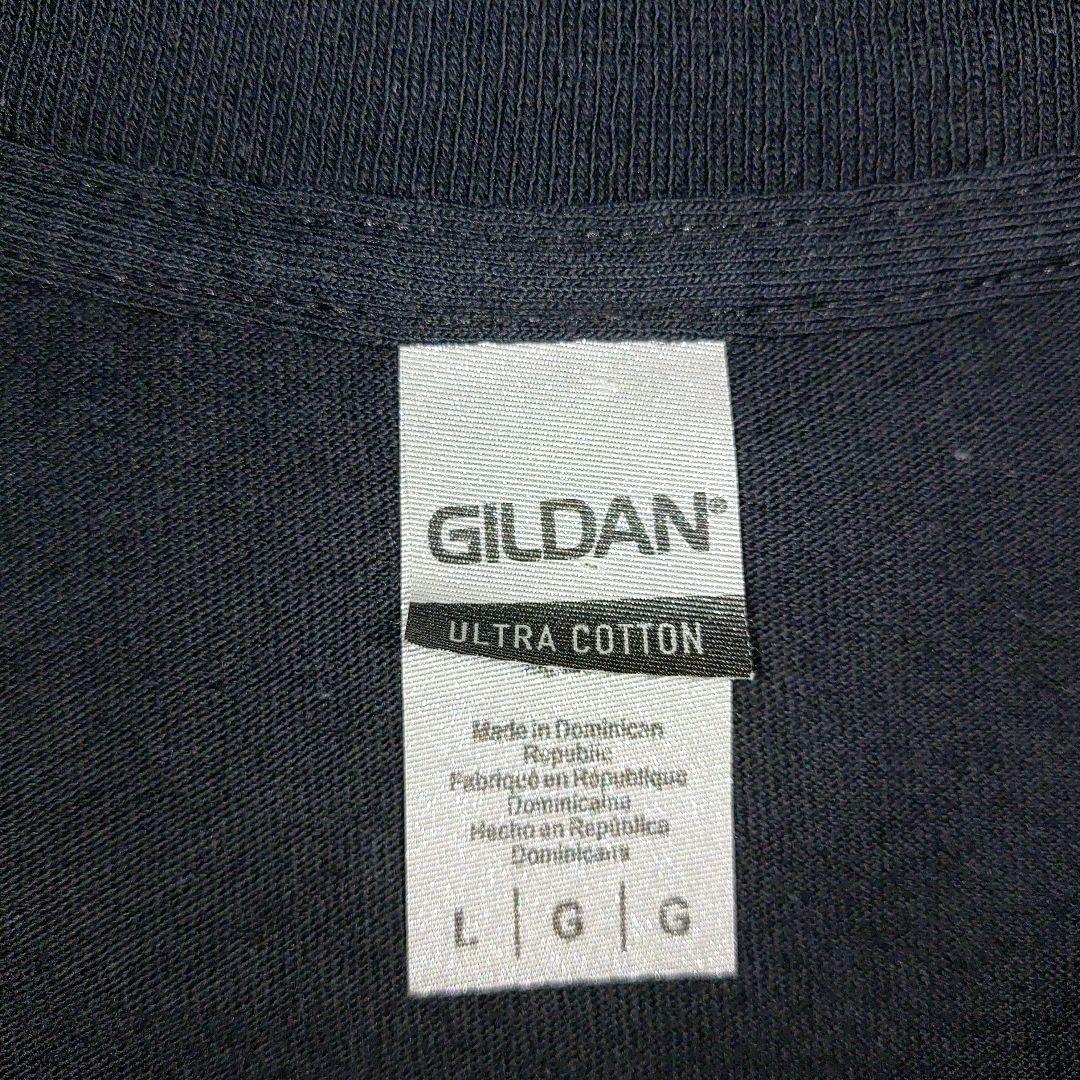 GILDAN®
ULTRA COTTON
Made in Dominican
Republic
Fabriqué en République
Dominicaine
Hecho en República
Dominicana
L | G | G